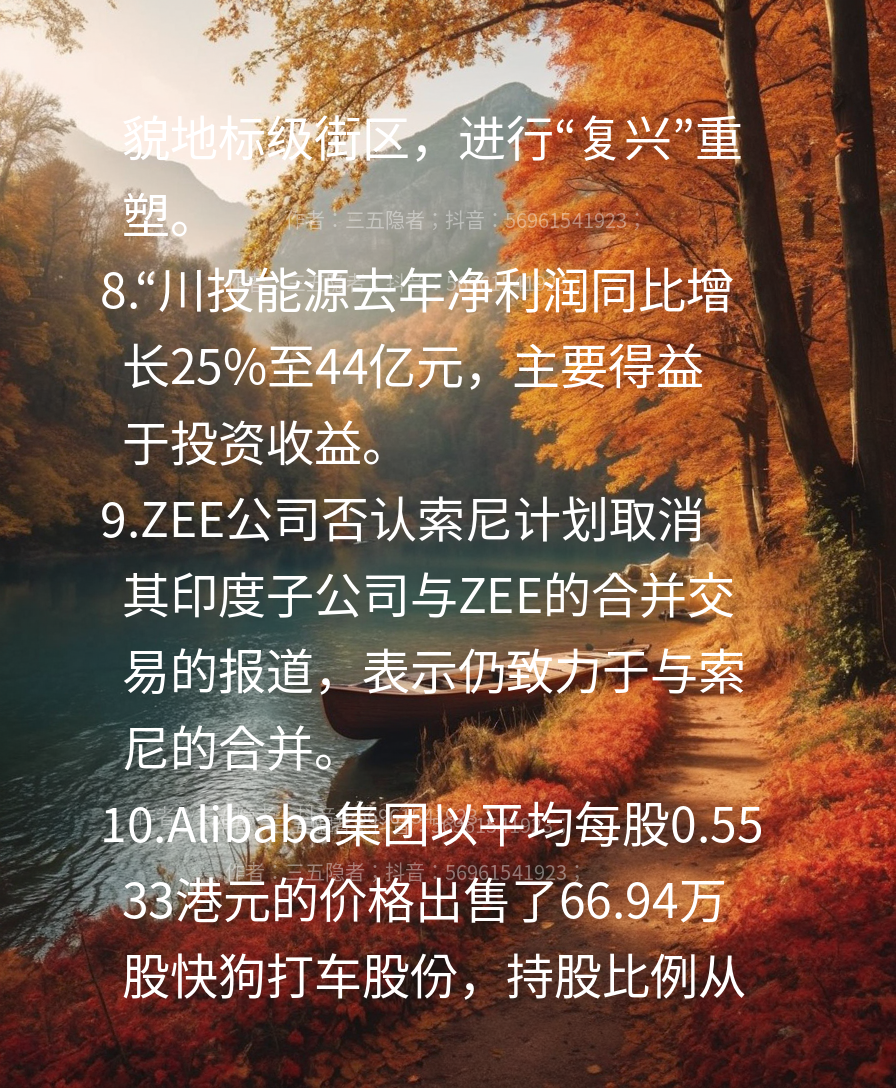 貌地标级街区，进行“复兴”重
塑。
作者：三五隐者；抖音：56961541923；
8.“川投能源去年净利润同比增
长25%至44亿元，主要得益
于投资收益。
9.ZEE公司否认索尼计划取消
其印度子公司与ZEE的合并交
易的报道，表示仍致力于与索
尼的合并。
10.Alibaba集团以平均每股0.55
33港元的价格出售了66.94万
作者：三五隐者；抖音：56961541923；
股快狗打车股份，持股比例从